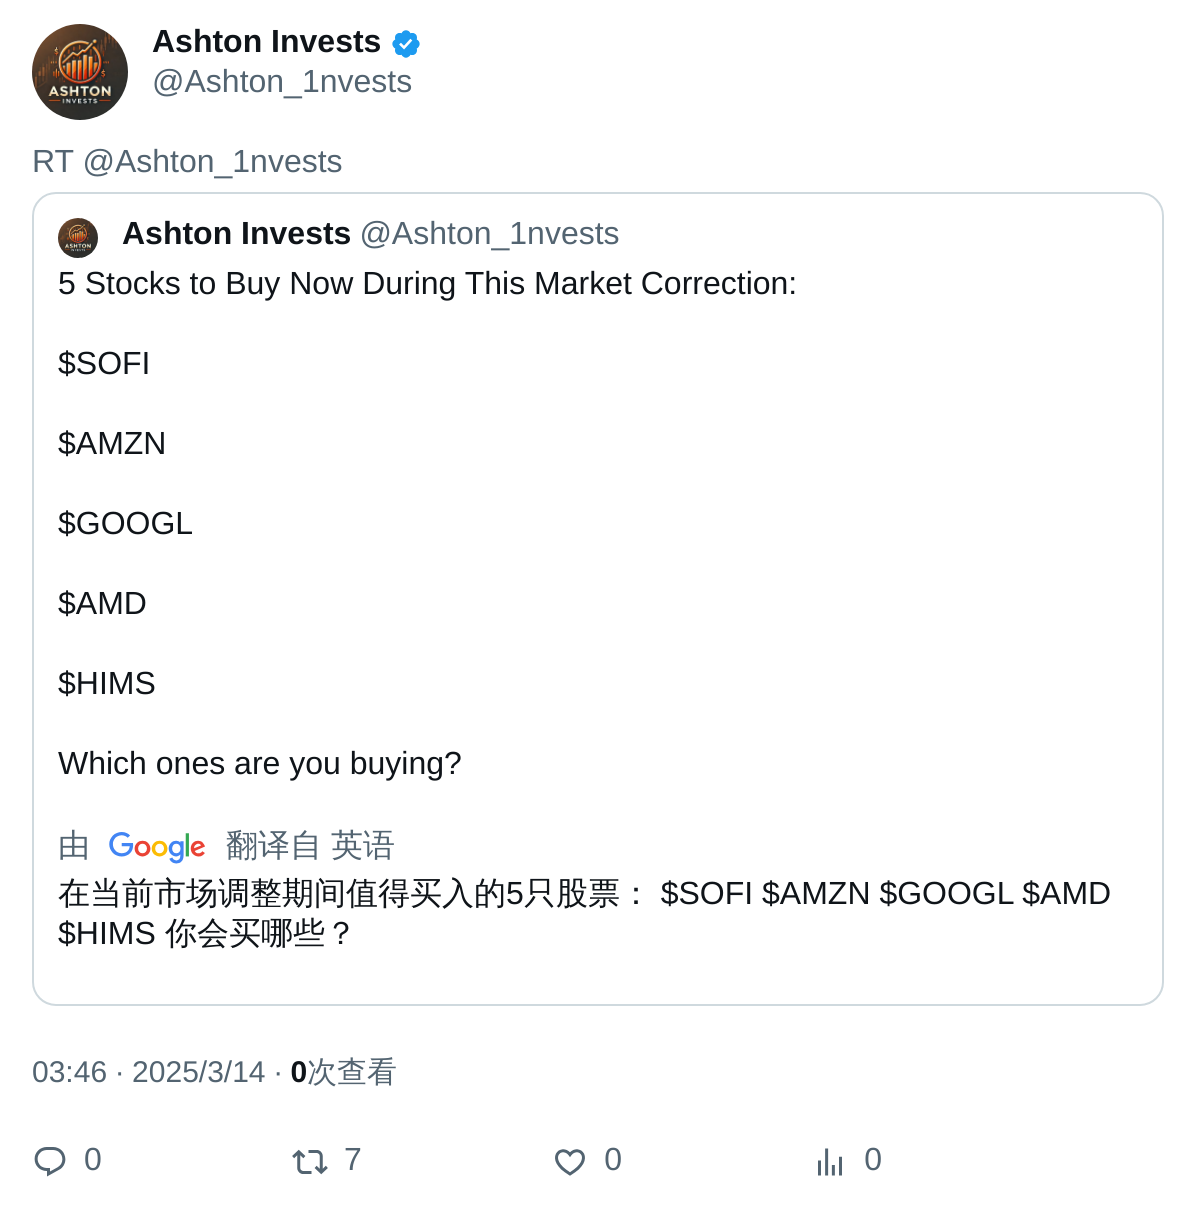 ASHTON
INVESTS
Ashton Invests
@Ashton_1nvests
RT @Ashton_1nvests
ASHTON
INVESTS
Ashton Invests @Ashton_1nvests
5 Stocks to Buy Now During This Market Correction:
$SOFI
$AMZN
$GOOGL
$AMD
$HIMS
Which ones are you buying?
由 Google 翻译自 英语
在当前市场调整期间值得买入的5只股票： $SOFI $AMZN $GOOGL $AMD
$HIMS 你会买哪些？
03:46 · 2025/3/14 · 0次查看
0 7 0 0